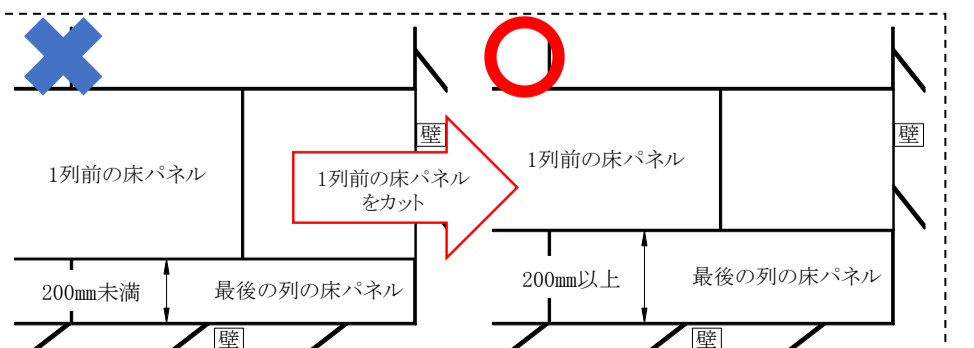 壁
1列前の床パネル
1列前の床パネル
をカット
200㎜未満
最後の列の床パネル
壁
壁
1列前の床パネル
200㎜以上
最後の列の床パネル
壁